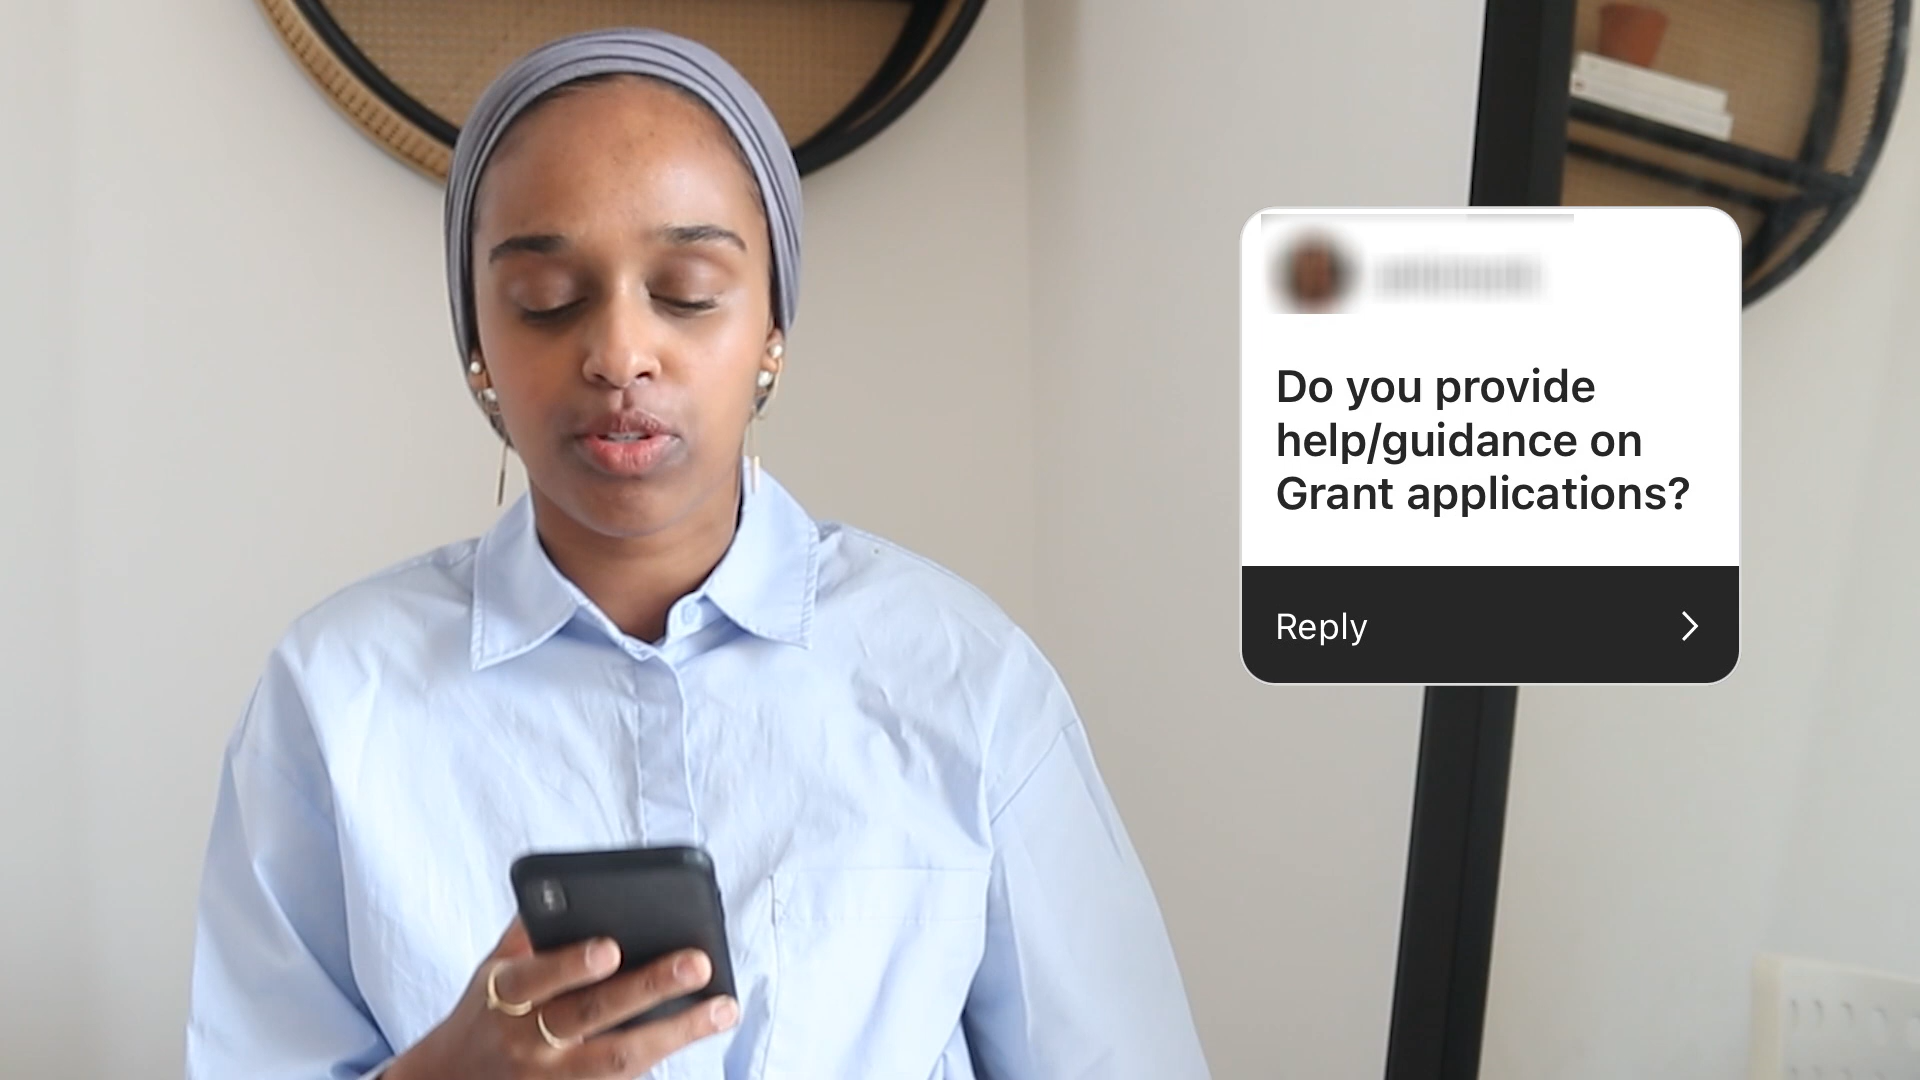 Do you provide
help/guidance on
Grant applications?
Reply